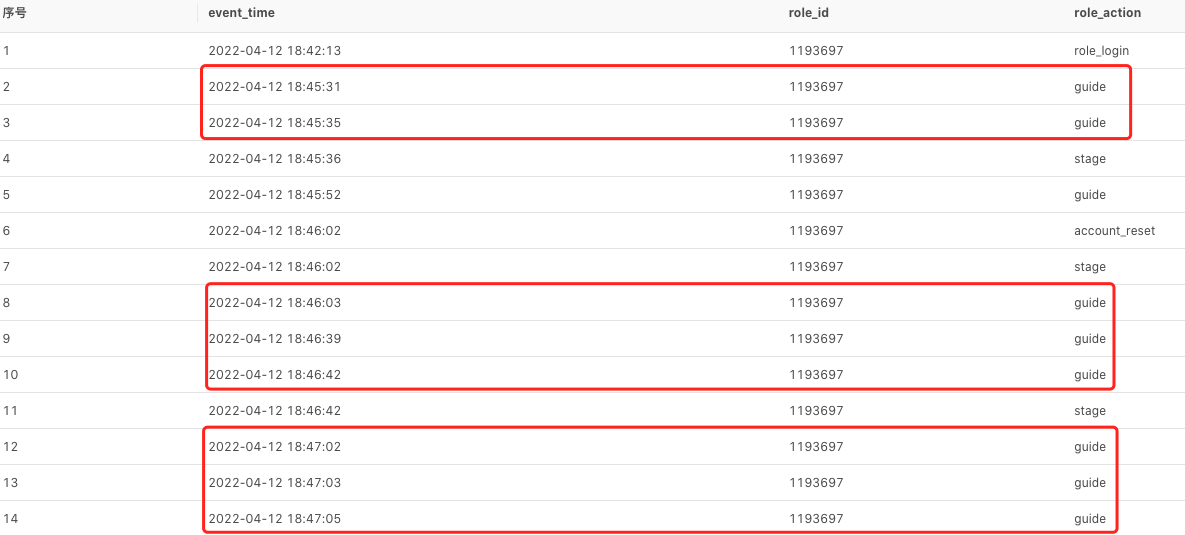 序号 event_time role_id role_action
1 2022-04-12 18:42:13 1193697 role_login
2 2022-04-12 18:45:31 1193697 guide
3 2022-04-12 18:45:35 1193697 guide
4 2022-04-12 18:45:36 1193697 stage
5 2022-04-12 18:45:52 1193697 guide
6 2022-04-12 18:46:02 1193697 account_reset
7 2022-04-12 18:46:02 1193697 stage
8 2022-04-12 18:46:03 1193697 guide
9 2022-04-12 18:46:39 1193697 guide
10 2022-04-12 18:46:42 1193697 guide
11 2022-04-12 18:46:42 1193697 stage
12 2022-04-12 18:47:02 1193697 guide
13 2022-04-12 18:47:03 1193697 guide
14 2022-04-12 18:47:05 1193697 guide